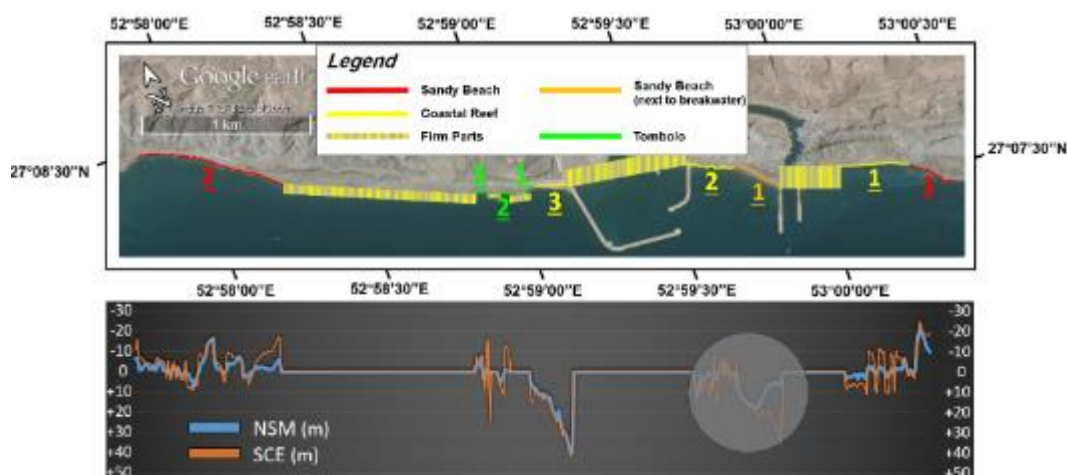 52°58'00"E 52°58'30"E 52°59'00"E 52°59'30"E 53°00'00"E 53°00'30"E
Legend
Sandy Beach
Sandy Beach
(next to breakwater)
Coastal Reef
Firm Parts
Tombolo
Google earth
1 km
27°08'30"N
27°07'30"N
2 1 2 3 2 1 1
52°58'00"E 52°58'30"E 52°59'00"E 52°59'30"E 53°00'00"E
-30 -30
-20 -20
-10 -10
0 0
+10 +10
+20 +20
+30 +30
+40 +40
+50 +50
NSM (m)
SCE (m)